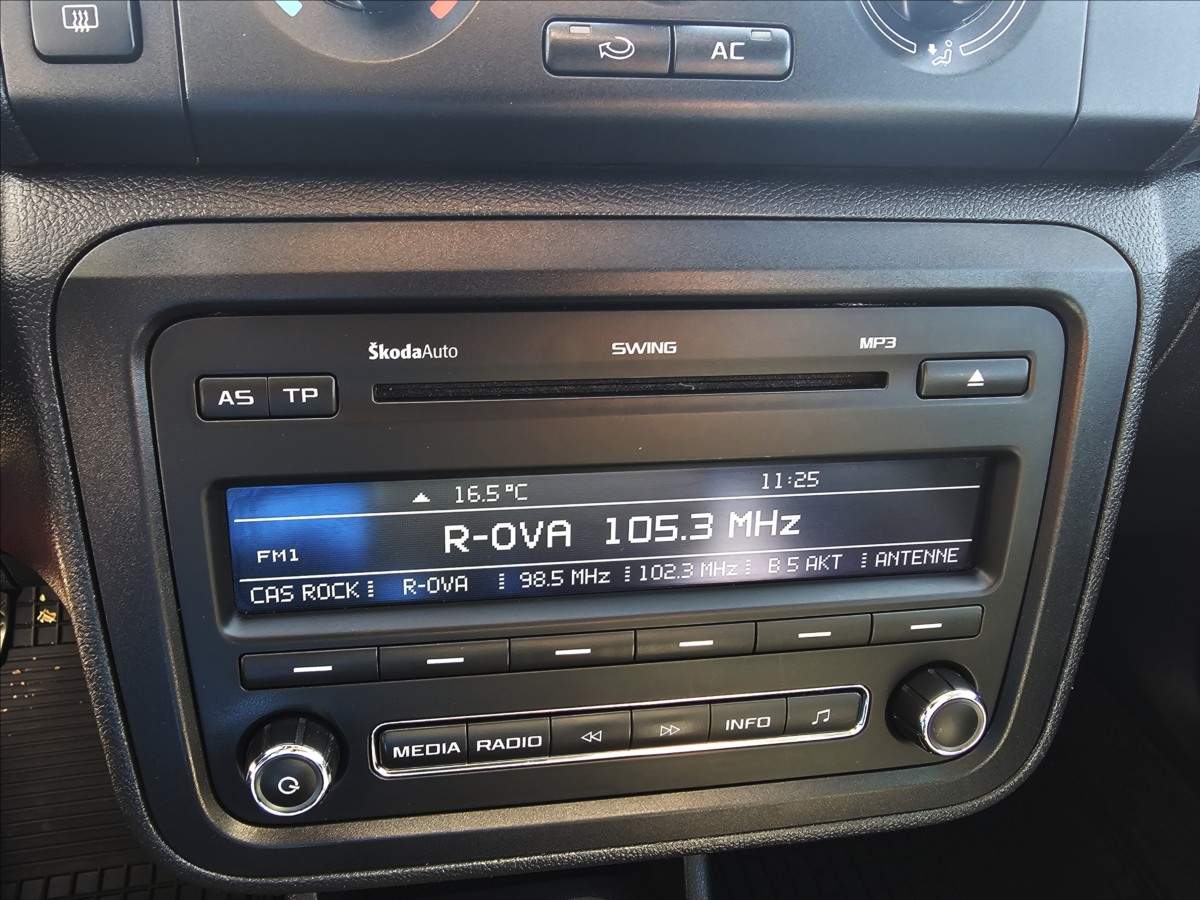 AC
ŠkodaAuto SWING MP3
AS TP
16.5°C 11:25
R-OVA 105.3 MHz
FM1
CAS ROCK R-OVA 98.5 MHz 102.3 MHz B 5 AKT ANTENNE
MEDIA RADIO INFO